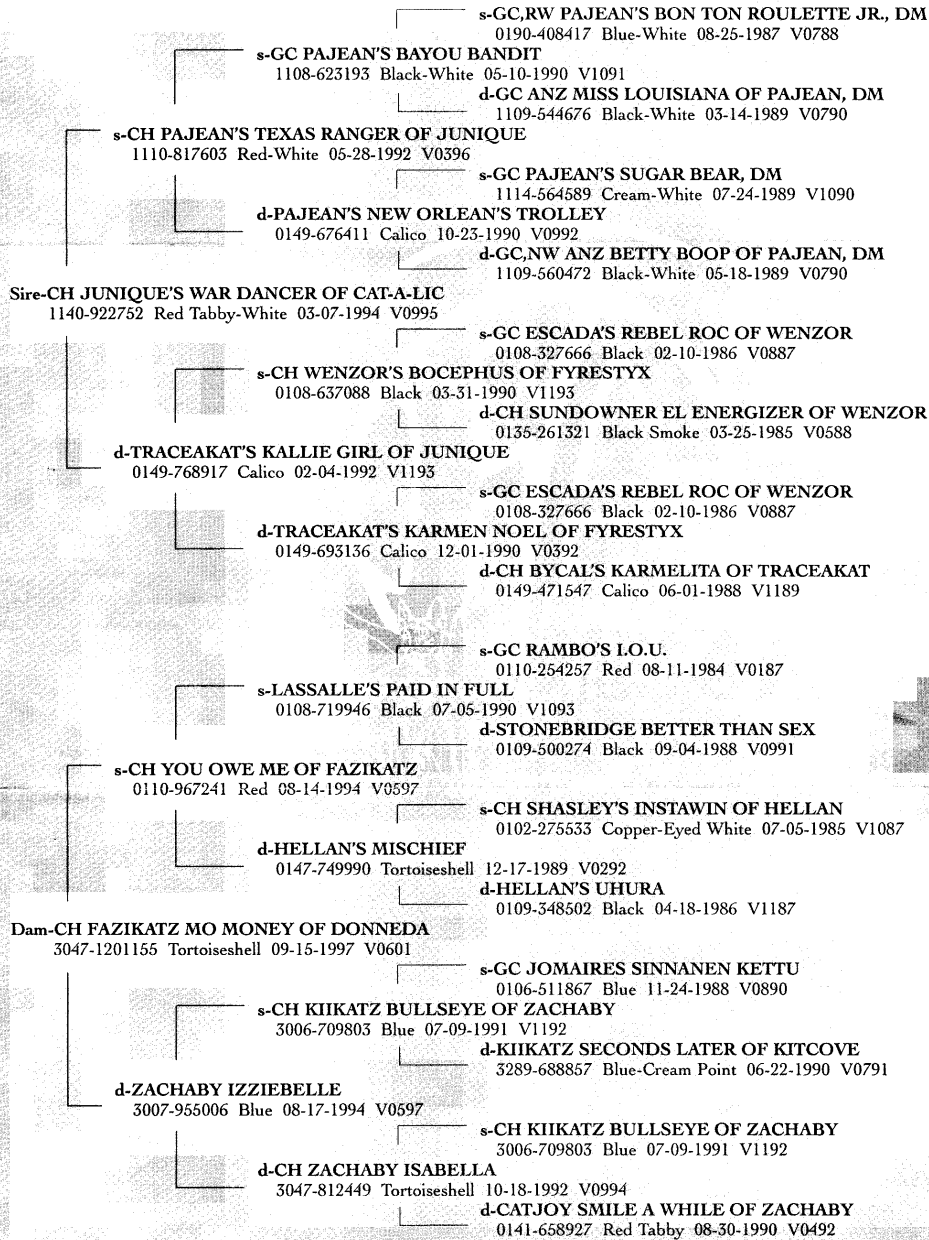 s-GC,RW PAJEAN'S BON TON ROULETTE JR., DM
0190-408417 Blue-White 08-25-1987 V0788
s-GC PAJEAN'S BAYOU BANDIT
1108-623193 Black-White 05-10-1990 V1091
d-GC ANZ MISS LOUISIANA OF PAJEAN, DM
1109-544676 Black-White 03-14-1989 V0790
s-CH PAJEAN'S TEXAS RANGER OF JUNIQUE
1110-817603 Red-White 05-28-1992 V0396
s-GC PAJEAN'S SUGAR BEAR, DM
1114-564589 Cream-White 07-24-1989 V1090
d-PAJEAN'S NEW ORLEAN'S TROLLEY
0149-676411 Calico 10-23-1990 V0992
d-GC,NW ANZ BETTY BOOP OF PAJEAN, DM
1109-560472 Black-White 05-18-1989 V0790
Sire-CH JUNIQUE'S WAR DANCER OF CAT-A-LIC
1140-922752 Red Tabby-White 03-07-1994 V0995
s-GC ESCADA'S REBEL ROC OF WENZOR
0108-327666 Black 02-10-1986 V0887
s-CH WENZOR'S BOCEPHUS OF FYRESTYX
0108-637088 Black 03-31-1990 V1193
d-CH SUNDOWNER EL ENERGIZER OF WENZOR
0135-261321 Black Smoke 03-25-1985 V0588
d-TRACEAKAT'S KALLIE GIRL OF JUNIQUE
0149-768917 Calico 02-04-1992 V1193
s-GC ESCADA'S REBEL ROC OF WENZOR
0108-327666 Black 02-10-1986 V0887
d-TRACEAKAT'S KARMEN NOEL OF FYRESTYX
0149-693136 Calico 12-01-1990 V0392
d-CH BYCAL'S KARMELITA OF TRACEAKAT
0149-471547 Calico 06-01-1988 V1189
s-GC RAMBO'S I.O.U.
0110-254257 Red 08-11-1984 V0187
s-LASSALLE'S PAID IN FULL
0108-719946 Black 07-05-1990 V1093
d-STONEBRIDGE BETTER THAN SEX
0109-500274 Black 09-04-1988 V0991
s-CH YOU OWE ME OF FAZIKATZ
0110-967241 Red 08-14-1994 V0597
s-CH SHASLEY'S INSTAWIN OF HELLAN
0102-275533 Copper-Eyed White 07-05-1985 V1087
d-HELLAN'S MISCHIEF
0147-749990 Tortoiseshell 12-17-1989 V0292
d-HELLAN'S UHURA
0109-348502 Black 04-18-1986 V1187
Dam-CH FAZIKATZ MO MONEY OF DONNEDA
3047-1201155 Tortoiseshell 09-15-1997 V0601
s-GC JOMAIRES SINNANEN KETTU
0106-511867 Blue 11-24-1988 V0890
s-CH KIIKATZ BULLSEYE OF ZACHABY
3006-709803 Blue 07-09-1991 V1192
d-KIIKATZ SECONDS LATER OF KITCOVE
3289-688857 Blue-Cream Point 06-22-1990 V0791
d-ZACHABY IZZIEBELLE
3007-955006 Blue 08-17-1994 V0597
s-CH KIIKATZ BULLSEYE OF ZACHABY
3006-709803 Blue 07-09-1991 V1192
d-CH ZACHABY ISABELLA
3047-812449 Tortoiseshell 10-18-1992 V0994
d-CATJOY SMILE A WHILE OF ZACHABY
0141-658927 Red Tabby 08-30-1990 V0492